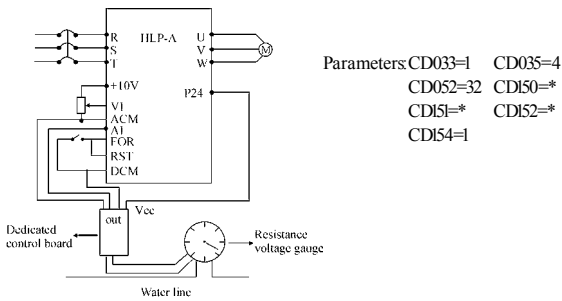 HLP-A
R
S
T
U
V
W
M
+10V
VI
ACM
AI
FOR
RST
DCM
P24
Parameters: CD033=1 CD035=4
CD052=32 CD150=*
CD151=* CD152=*
CD154=1
Vcc
out
Dedicated
control board
Resistance
voltage gauge
Water line